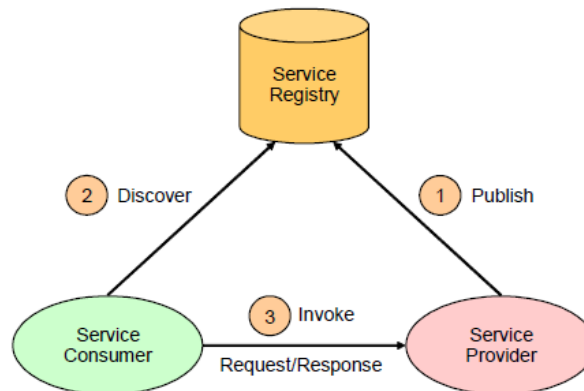 Service
Registry
2 Discover
1 Publish
3 Invoke
Service
Consumer
Request/Response
Service
Provider